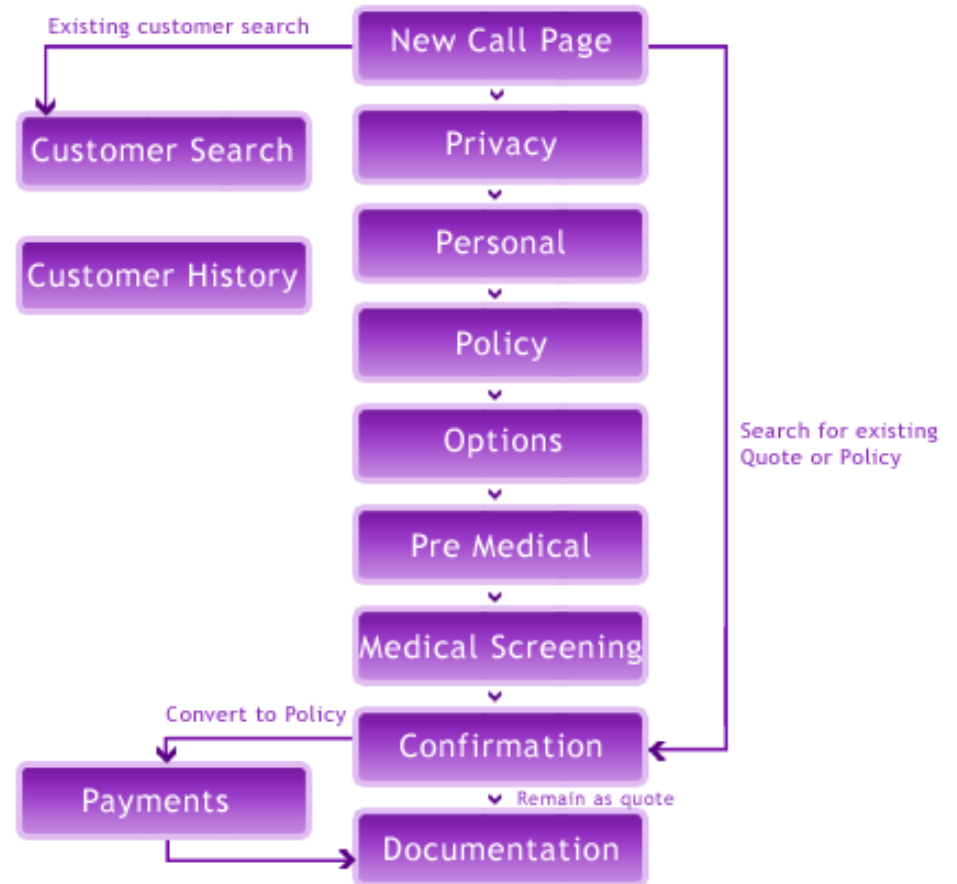 Existing customer search
New Call Page
Customer Search
Privacy
Personal
Customer History
Policy
Options
Search for existing
Quote or Policy
Pre Medical
Medical Screening
Convert to Policy
Confirmation
Payments
Remain as quote
Documentation